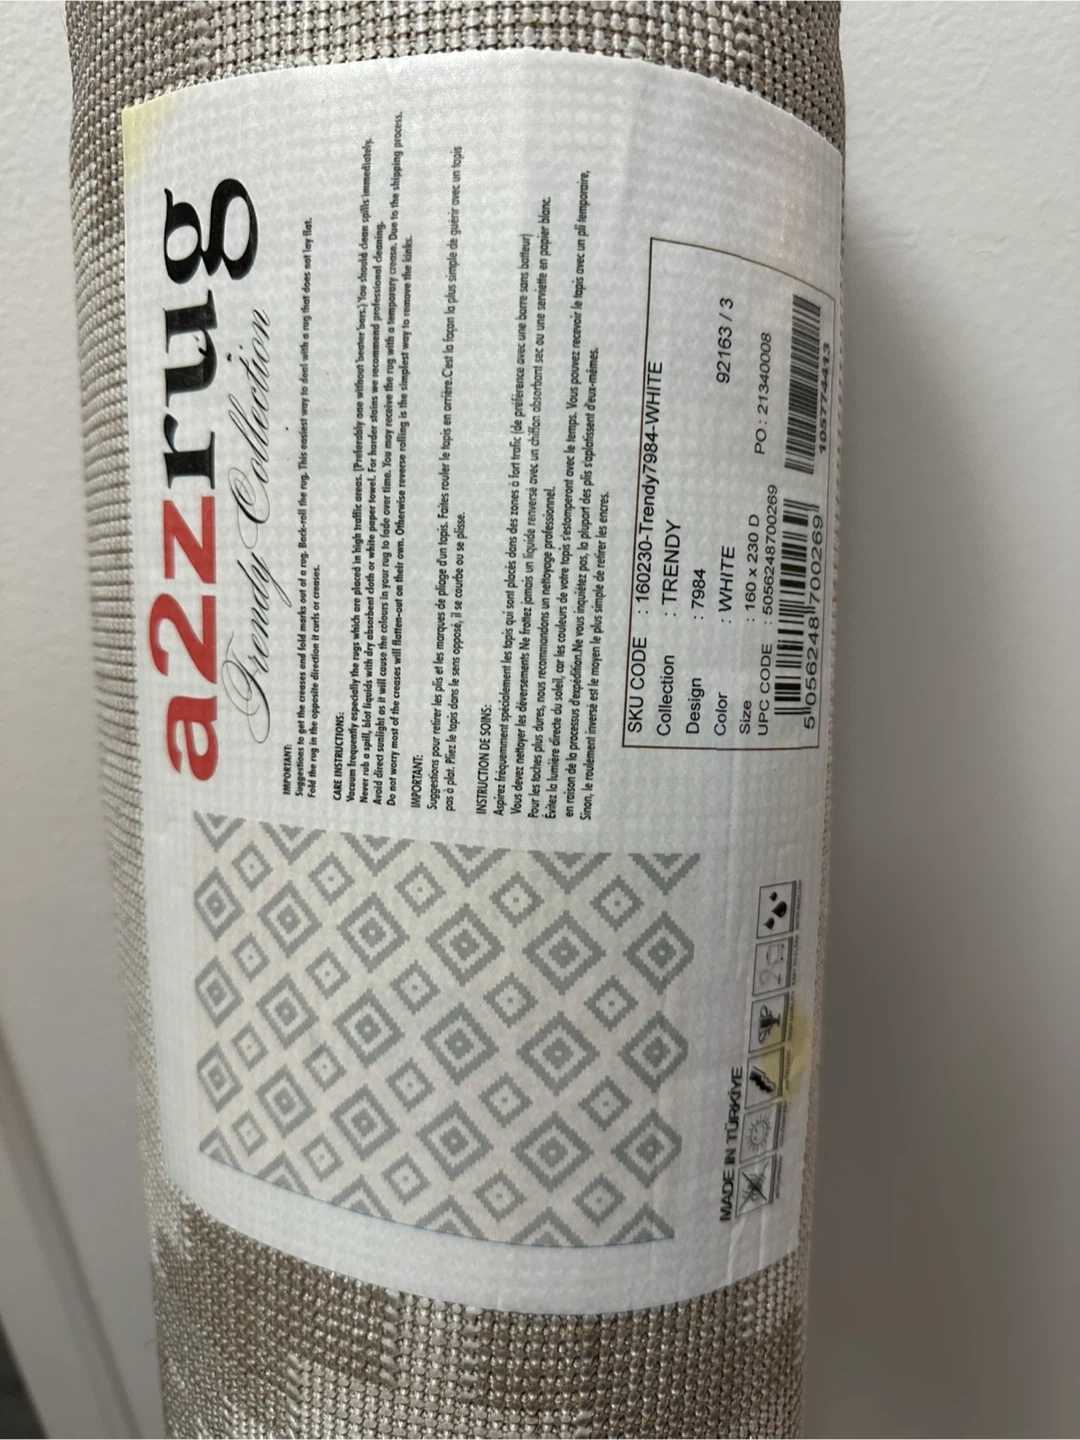 a2zrug
Trendy Collection
IMPORTANT:
Suggestions to get the creases and fold marks out of a rug. Back-roll the rug. This easiest way to deal with a rug that does not lay flat.
Fold the rug in the opposite direction it curls or creases.
CARE INSTRUCTIONS:
Vacuum frequently especially the rugs which are placed in high traffic areas. (Preferably one without beater bars.) You should clean spills immediately.
Never rub a spill, blot liquids with dry absorbent cloth or white paper towel. For harder stains we recommend professional cleaning.
Avoid direct sunlight as it will cause the colours in your rug to fade over time. You may receive the rug with a temporary crease. Due to the shipping process.
Do not worry most of the creases will flatten-out on their own. Otherwise reverse rolling is the simplest way to remove the kinks.
IMPORTANT:
Suggestions pour retirer les plis et les marques de pliage d'un tapis. Faites rouler le tapis en arrière.C'est la façon la plus simple de guérir avec un tapis
pas à plat. Pliez le tapis dans le sens opposé, il se courbe ou se plisse.
INSTRUCTION DE SOINS:
Aspirez fréquemment spécialement les tapis qui sont placés dans des zones à fort trafic (de préférence avec une barre sans batteur)
Vous devez nettoyer les déversements Ne frottez jamais un liquide renversé avec un chiffon absorbant sec ou une serviette en papier blanc.
Pour les taches plus dures, nous recommandons un nettoyage professionnel.
Évitez la lumière directe du soleil, car les couleurs de votre tapis s'estomperont avec le temps. Vous pouvez recevoir le tapis avec un pli temporaire,
en raison de la processus d'expédition.Ne vous inquiétez pas, la plupart des plis s'aplatissent d'eux-mêmes.
Sinon, le roulement inversé est le moyen le plus simple de retirer les encres.
SKU CODE : 160230-Trendy7984-WHITE
Collection : TRENDY
Design : 7984
Color : WHITE 92163 / 3
Size : 160 x 230 D
UPC CODE : 5056248700269 PO : 21340008
5 056248 700269
105774443
MADE IN TÜRKİYE